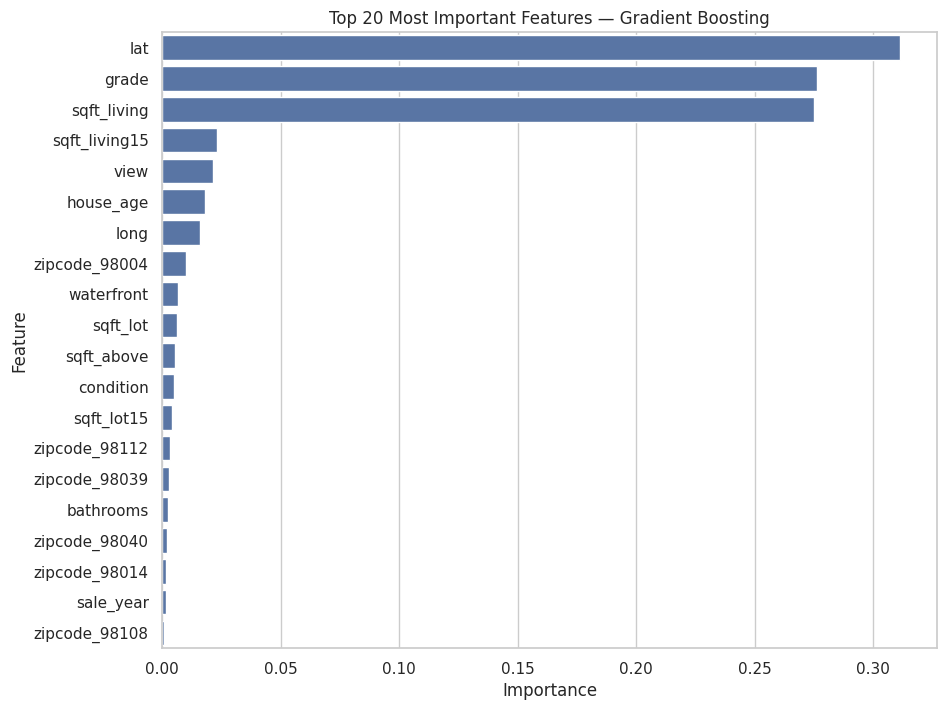 Top 20 Most Important Features — Gradient Boosting
lat
grade
sqft_living
sqft_living15
view
house_age
long
zipcode_98004
waterfront
sqft_lot
sqft_above
condition
sqft_lot15
zipcode_98112
zipcode_98039
bathrooms
zipcode_98040
zipcode_98014
sale_year
zipcode_98108
Feature
0.00 0.05 0.10 0.15 0.20 0.25 0.30
Importance